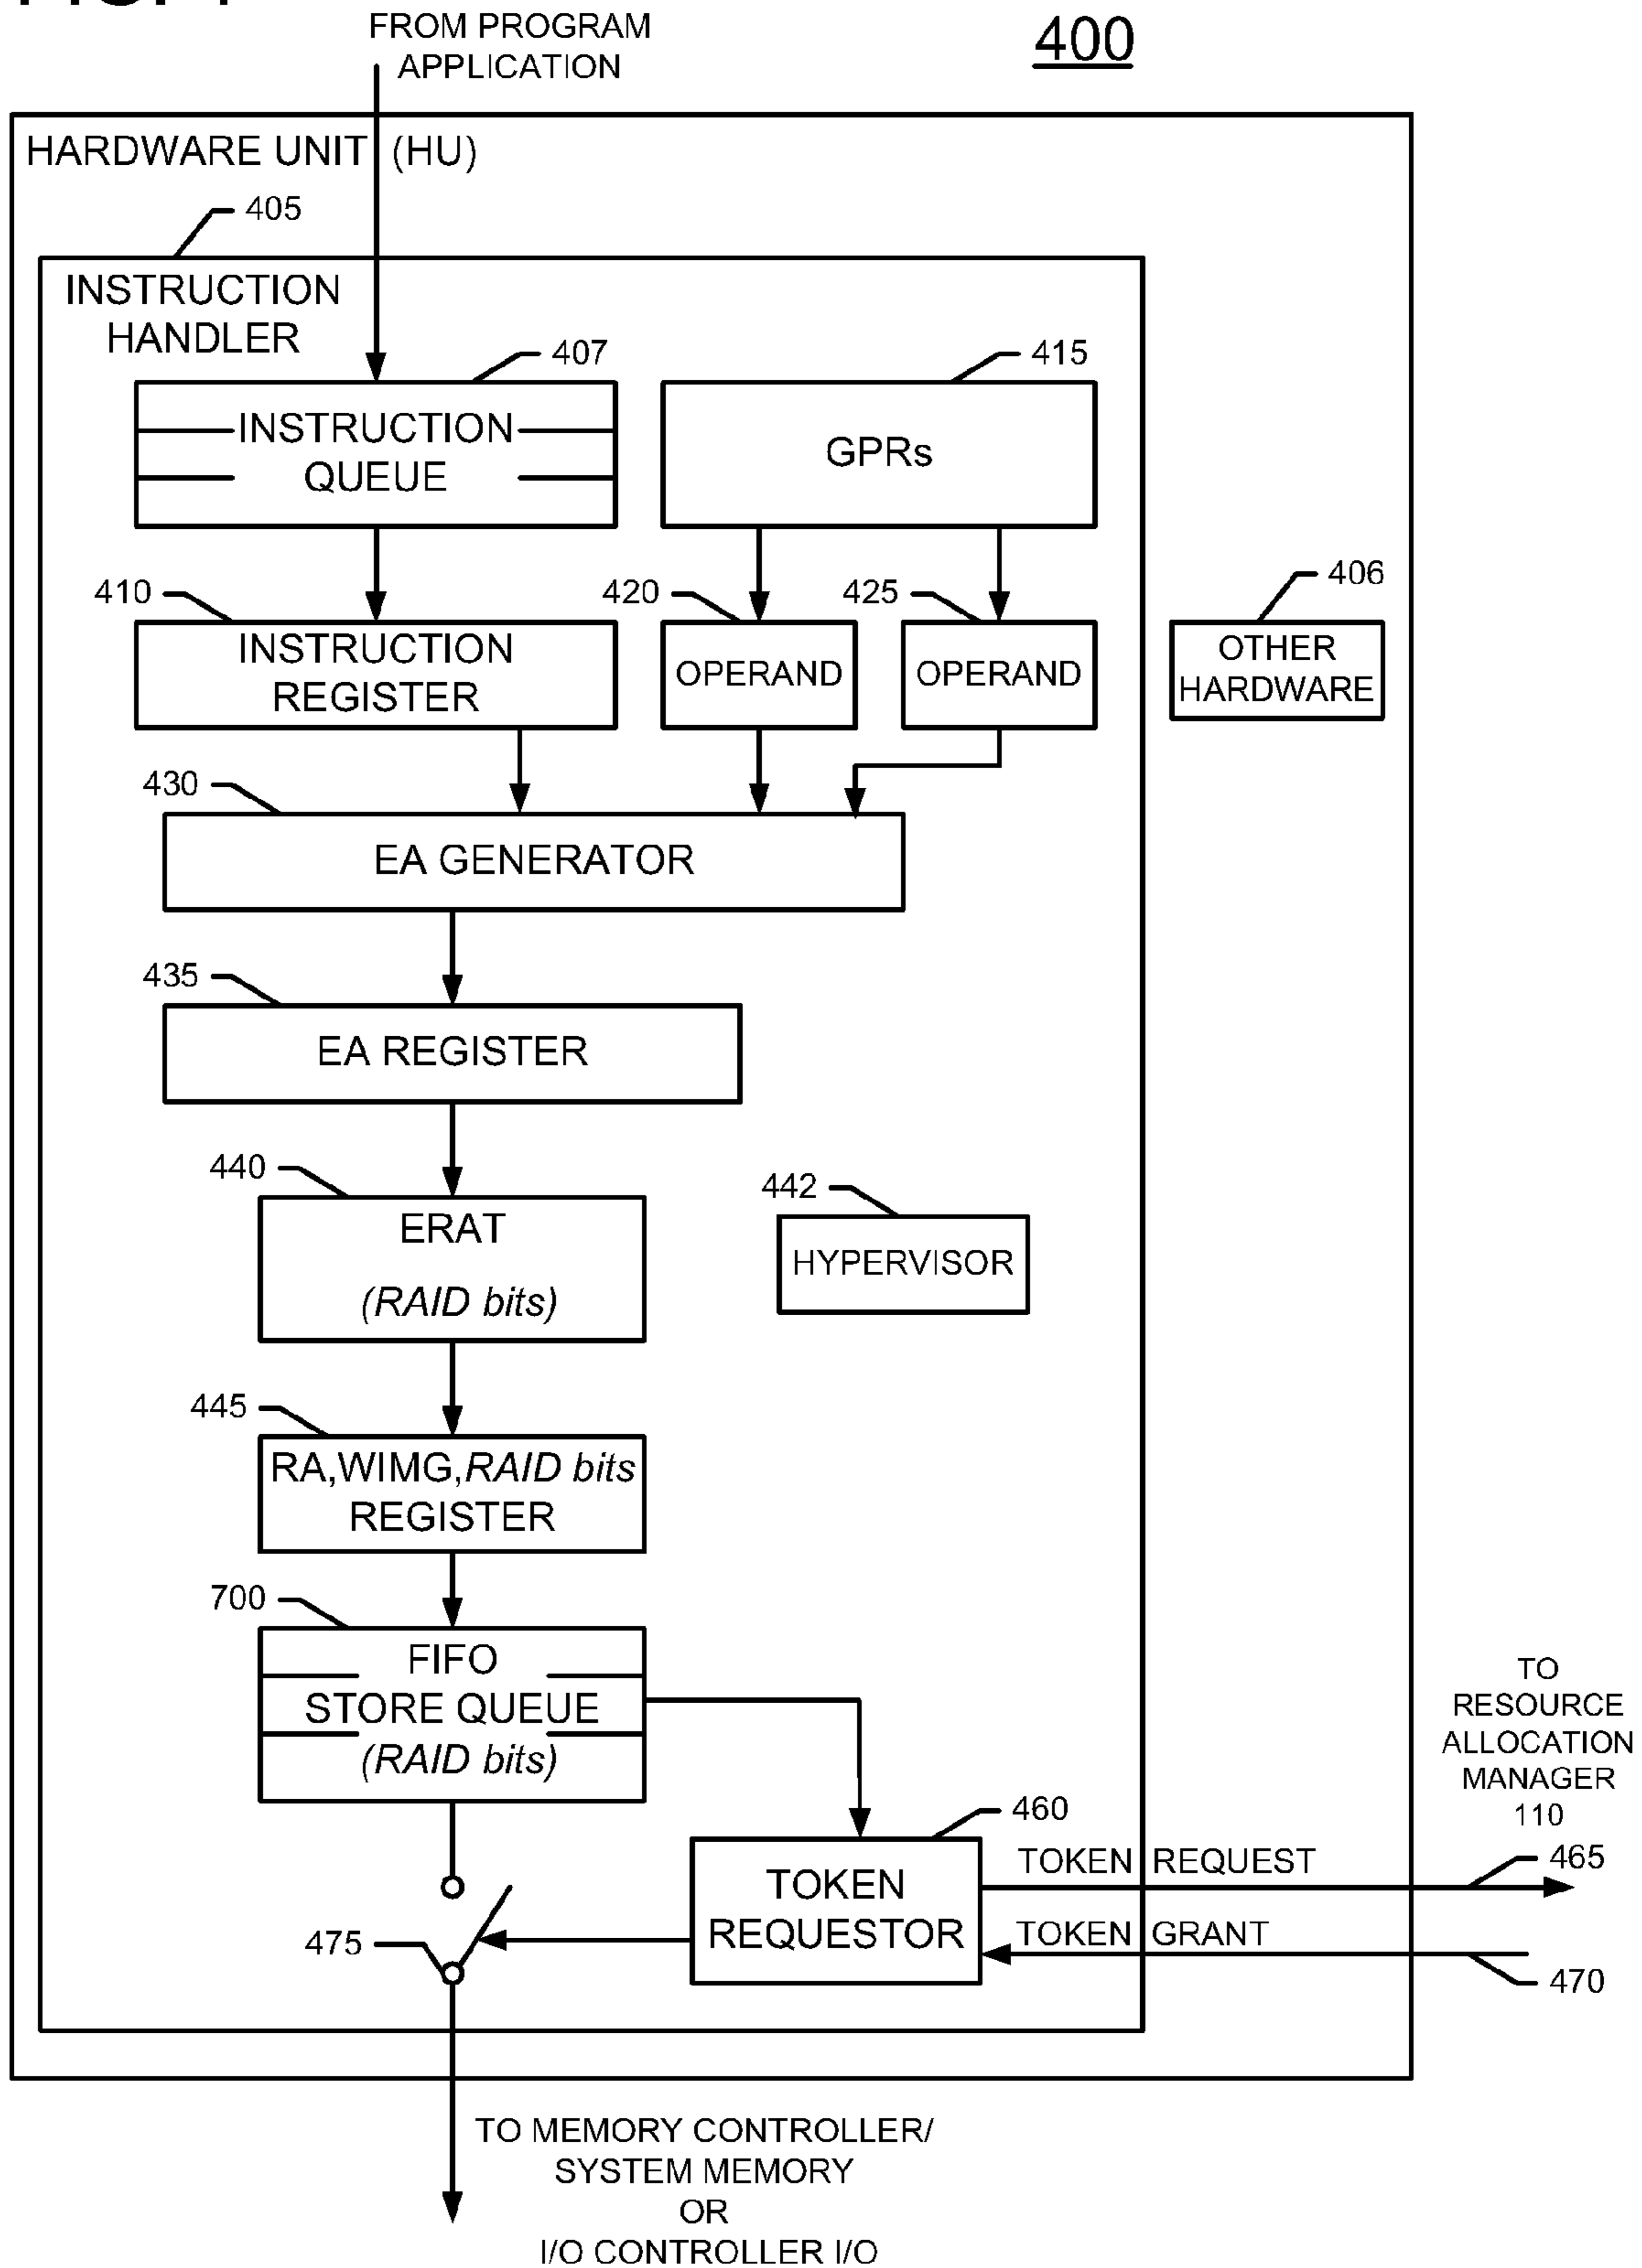 FROM PROGRAM
APPLICATION
400
HARDWARE UNIT (HU)
405
INSTRUCTION
HANDLER
407
415
INSTRUCTION
QUEUE
GPRs
406
410
420
425
INSTRUCTION
REGISTER
OPERAND
OPERAND
OTHER
HARDWARE
430
EA GENERATOR
435
EA REGISTER
440
ERAT
(RAID bits)
442
HYPERVISOR
445
RA,WIMG,RAID bits
REGISTER
700
FIFO
STORE QUEUE
(RAID bits)
TO
RESOURCE
ALLOCATION
MANAGER
110
460
TOKEN
REQUESTOR
TOKEN REQUEST
465
TOKEN GRANT
470
475
TO MEMORY CONTROLLER/
SYSTEM MEMORY
OR
I/O CONTROLLER I/O